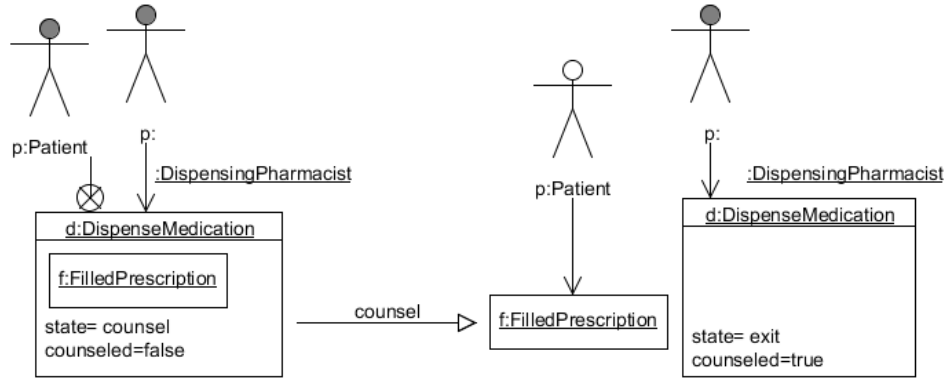 p:Patient
p:
:DispensingPharmacist
d:DispenseMedication
f:FilledPrescription
state= counsel
counseled=false
counsel
p:Patient
f:FilledPrescription
p:
:DispensingPharmacist
d:DispenseMedication
state= exit
counseled=true